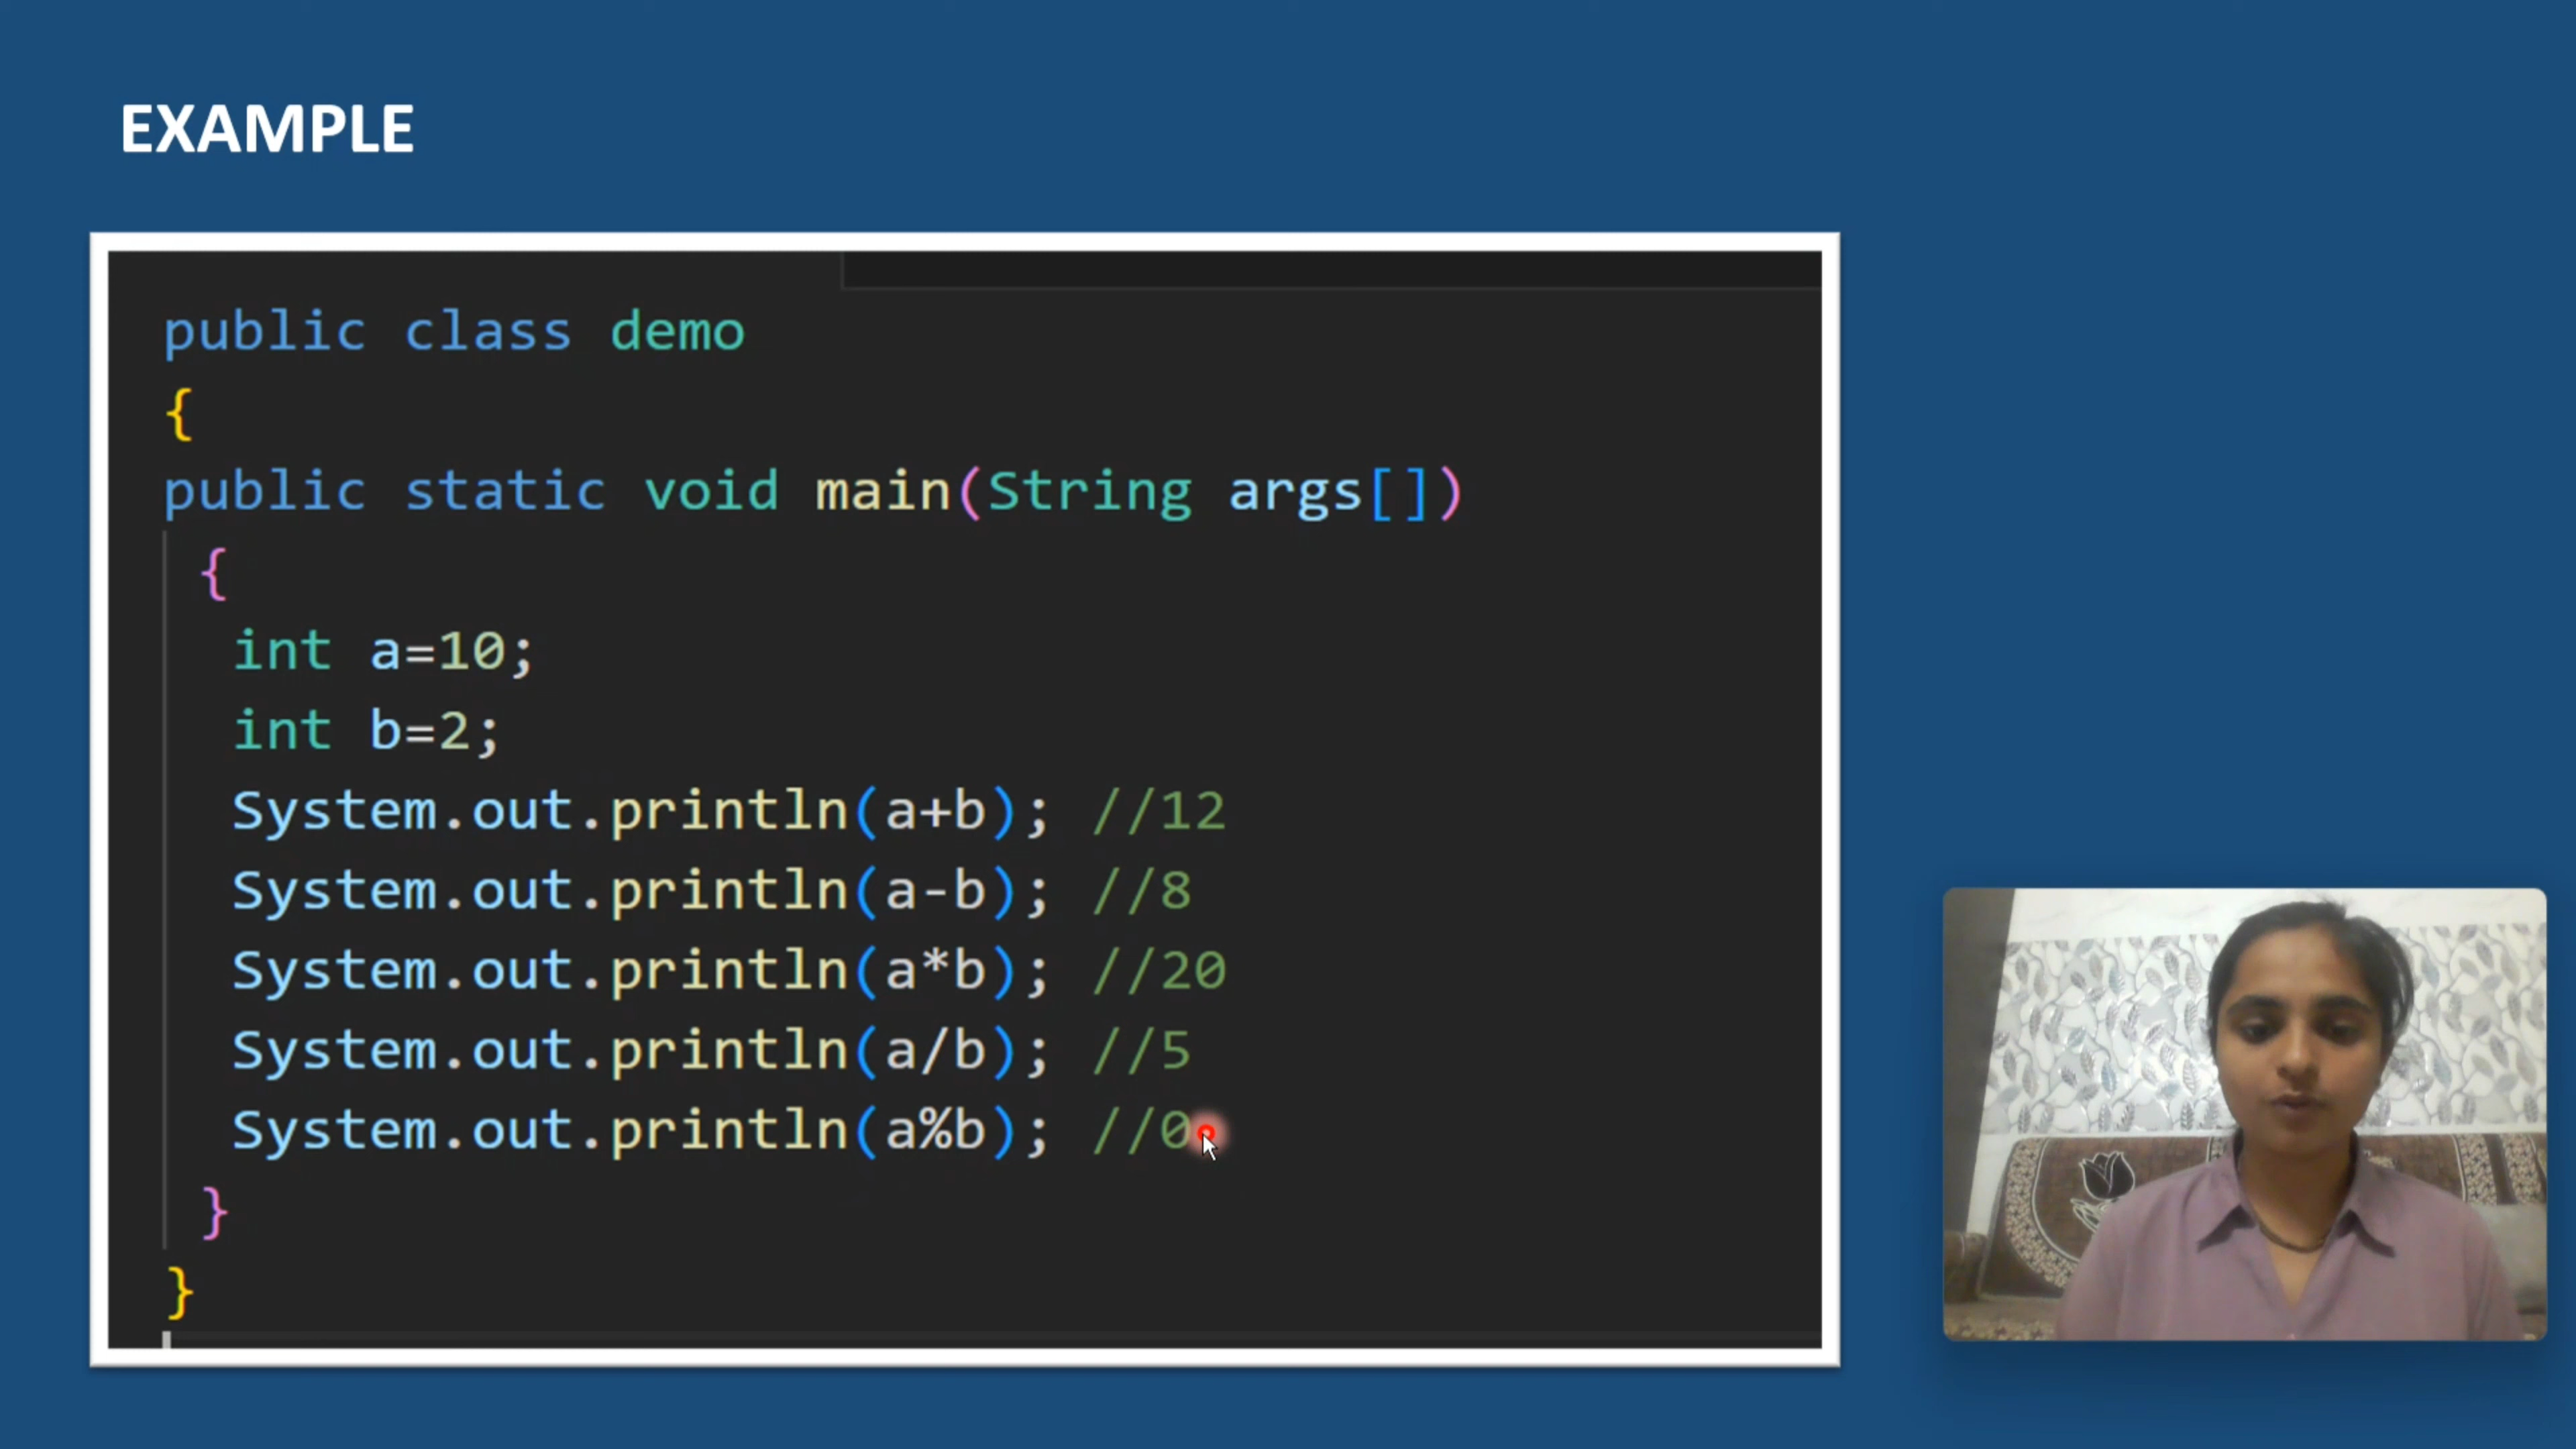 EXAMPLE
public class demo
{
public static void main(String args[])
{
int a=10;
int b=2;
System.out.println(a+b); //12
System.out.println(a-b); //8
System.out.println(a*b); //20
System.out.println(a/b); //5
System.out.println(a%b); //0
}
}